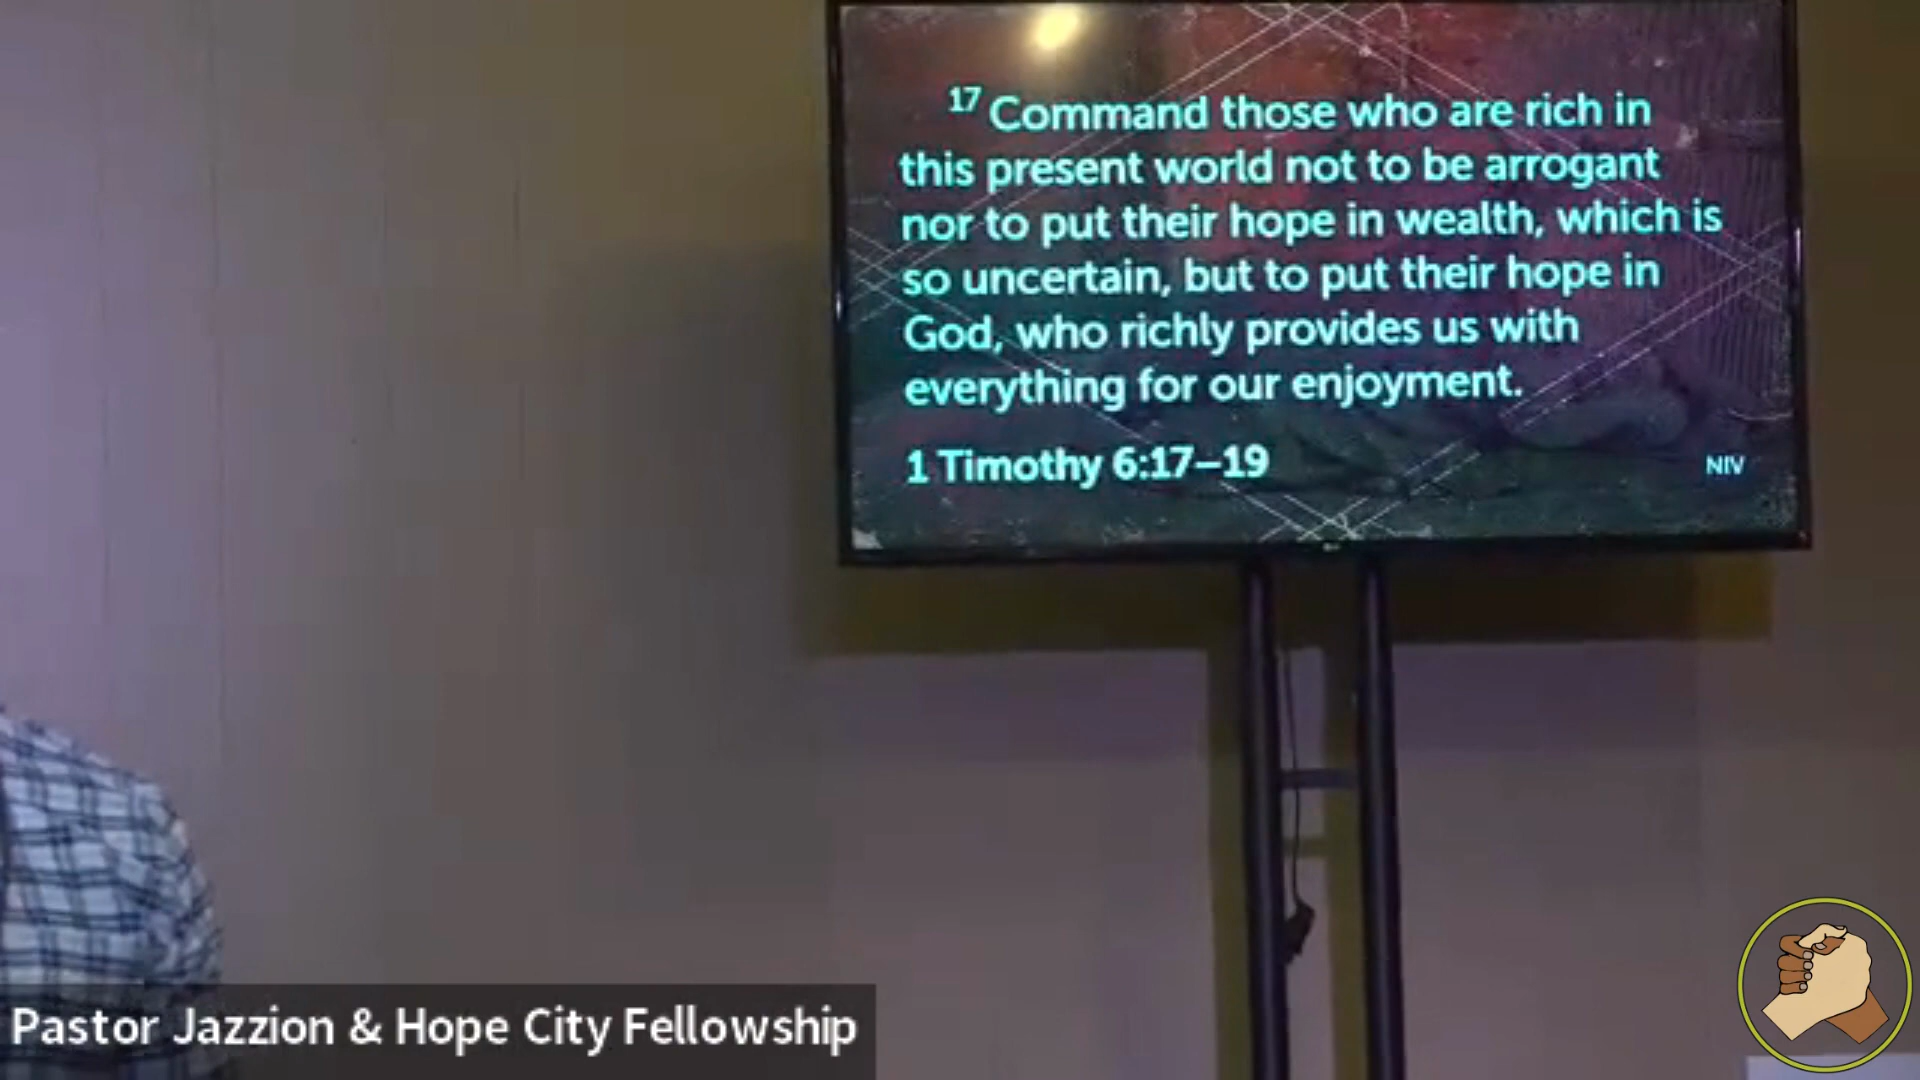 17 Command those who are rich in
this present world not to be arrogant
nor to put their hope in wealth, which is
so uncertain, but to put their hope in
God, who richly provides us with
everything for our enjoyment.
1 Timothy 6:17–19
NIV
Pastor Jazzion & Hope City Fellowship